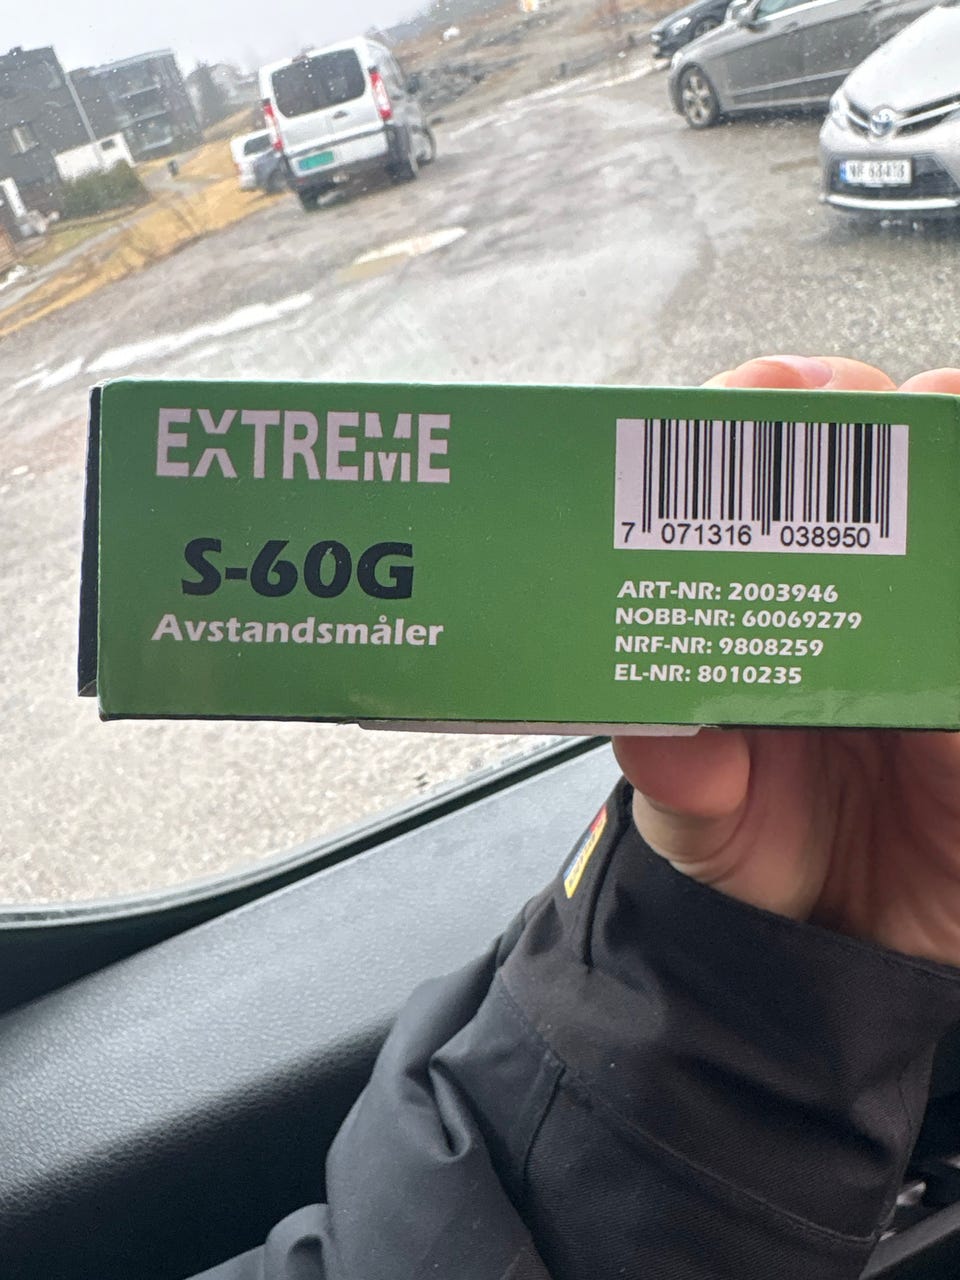 EXTREME
S-60G
Avstandsmåler
7 071316 038950
ART-NR: 2003946
NOBB-NR: 60069279
NRF-NR: 9808259
EL-NR: 8010235